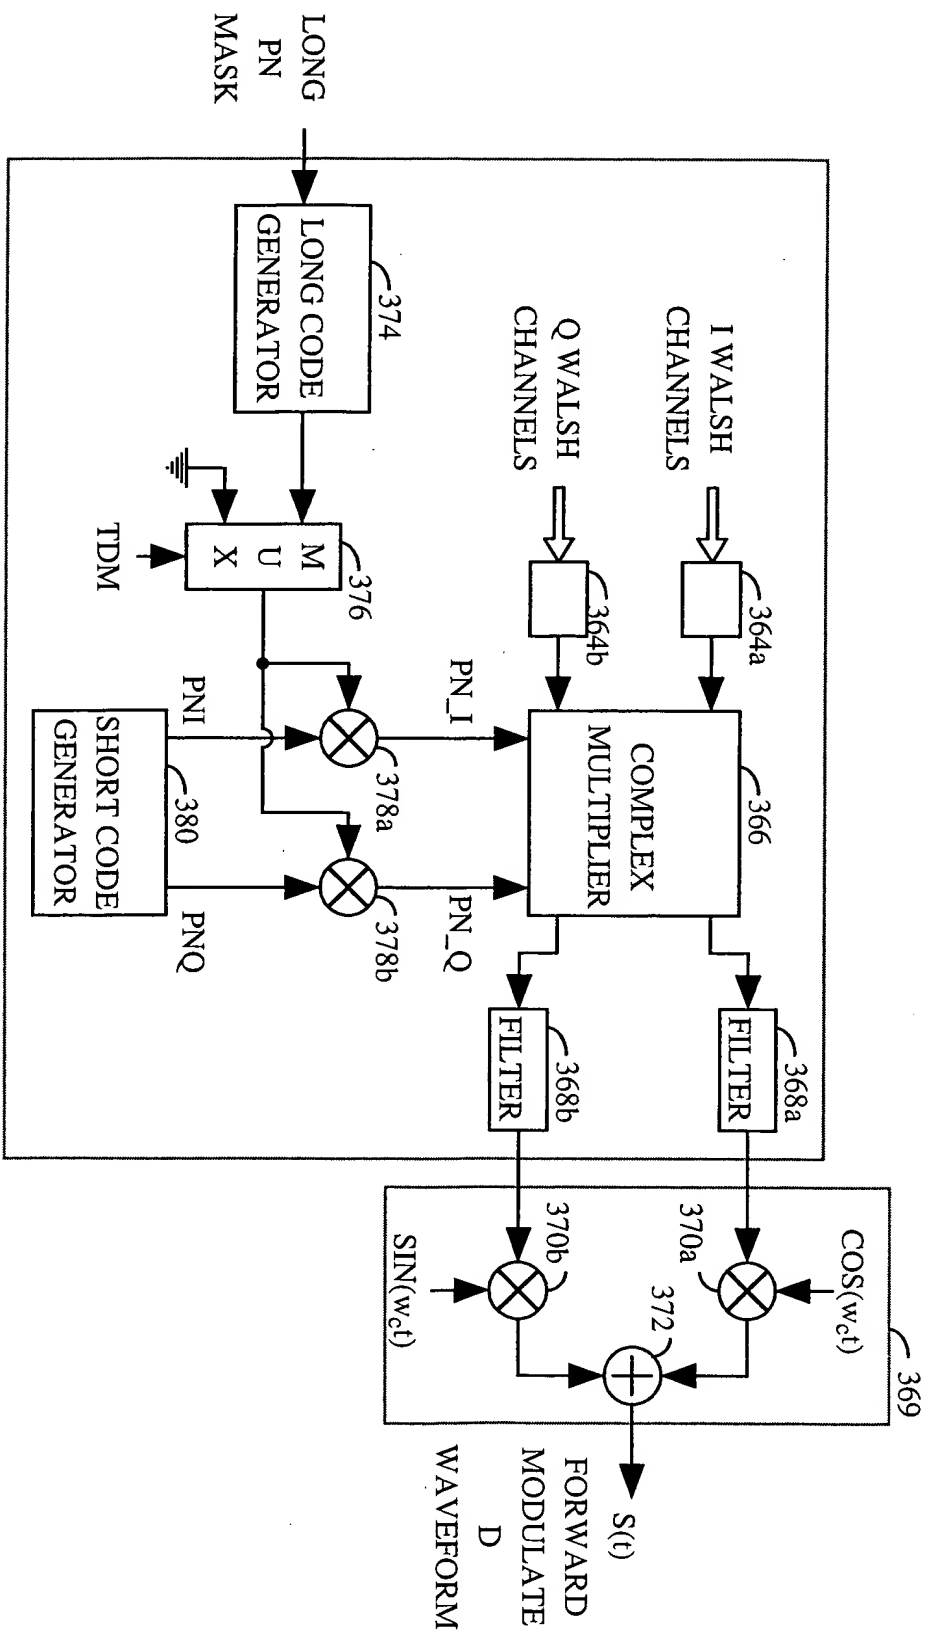 COS(w_ct)
369
I WALSH
CHANNELS
364a
366
368a
FILTER
370a
372
COMPLEX
MULTIPLIER
S(t)
FORWARD
MODULATE
D
WAVEFORM
Q WALSH
CHANNELS
364b
368b
FILTER
370b
SIN(w_ct)
PN_I
PN_Q
374
LONG CODE
GENERATOR
LONG
PN
MASK
376
M
U
X
TDM
378a
378b
PNI
PNQ
380
SHORT CODE
GENERATOR